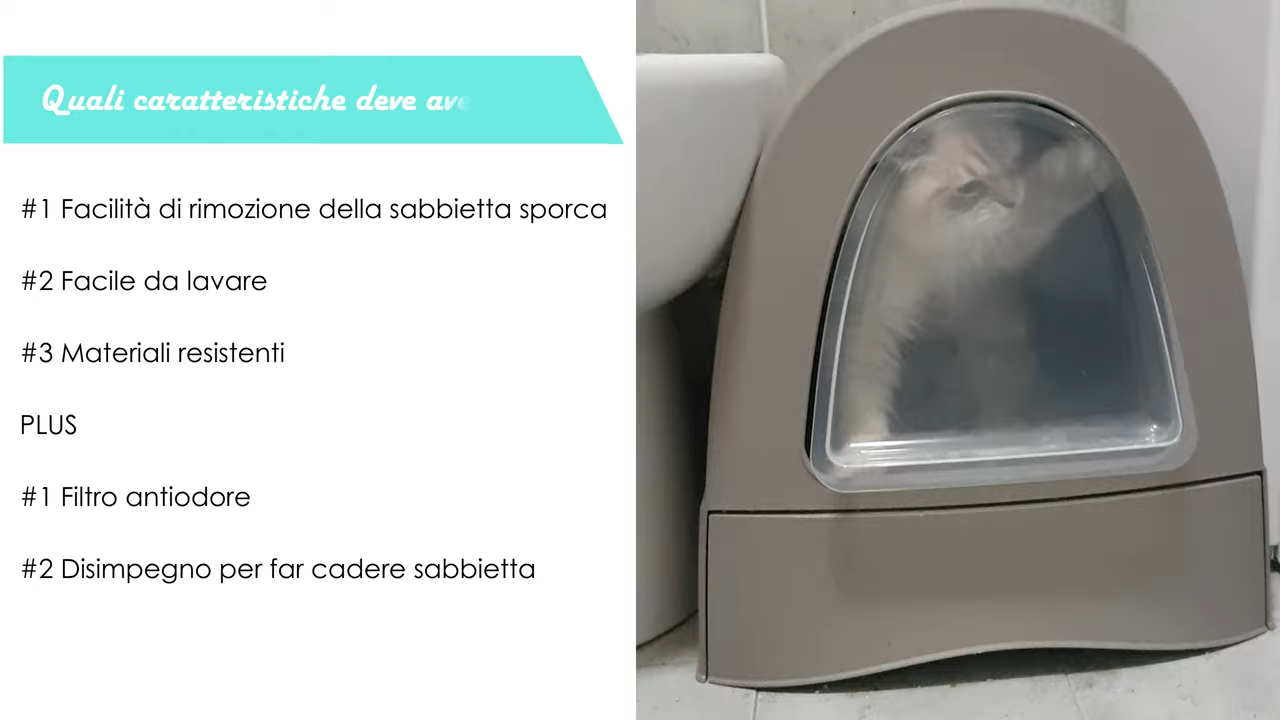 Quali caratteristiche deve ave
#1 Facilità di rimozione della sabbietta sporca
#2 Facile da lavare
#3 Materiali resistenti
PLUS
#1 Filtro antiodore
#2 Disimpegno per far cadere sabbietta